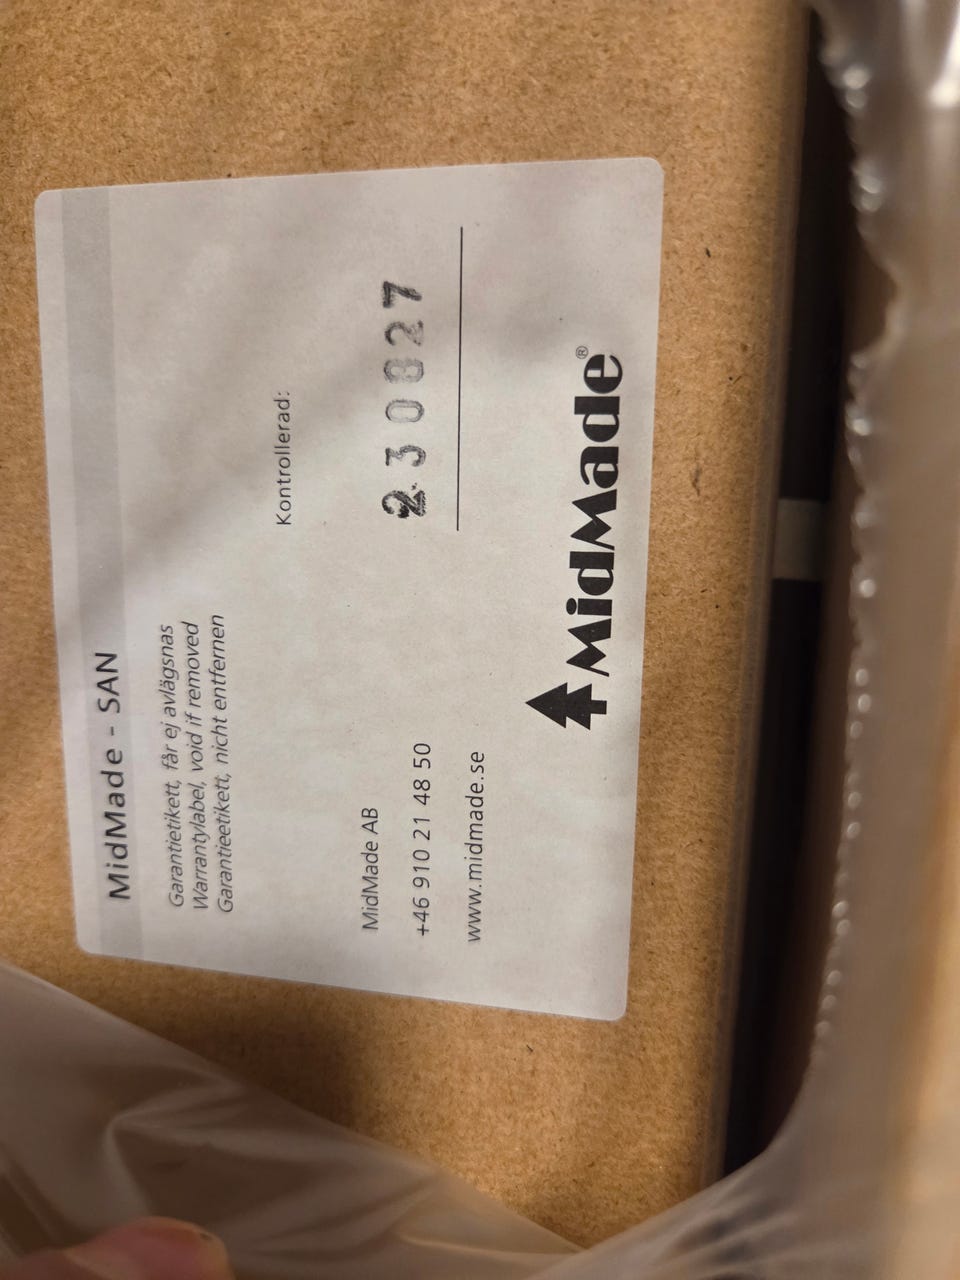 MidMade - SAN
Garantietikett, får ej avlägsnas
Warrantylabel, void if removed
Garantieetikett, nicht entfernen
Kontrollerad:
MidMade AB
230827
+46 910 21 48 50
www.midmade.se
MidMade®